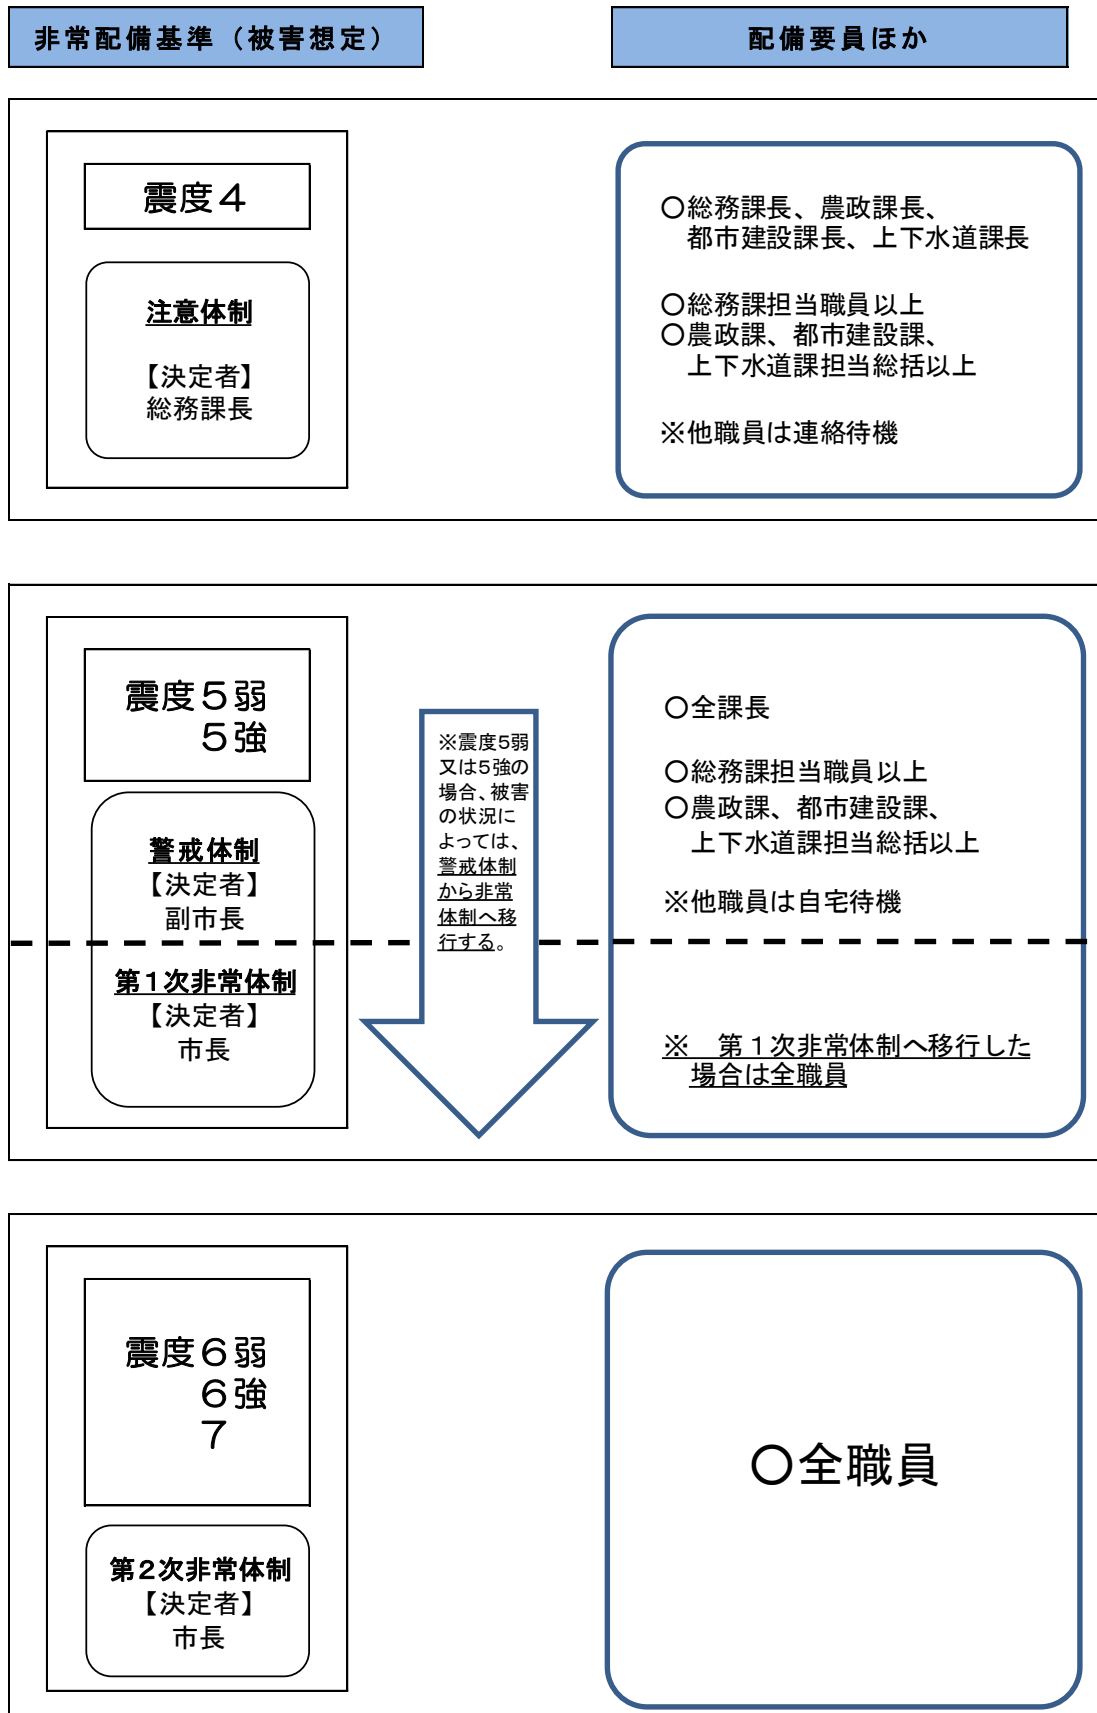 非常配備基準（被害想定）
配備要員ほか
震度４
注意体制
【決定者】
総務課長
〇総務課長、農政課長、
都市建設課長、上下水道課長
〇総務課担当職員以上
〇農政課、都市建設課、
上下水道課担当総括以上
※他職員は連絡待機
震度５弱
５強
警戒体制
【決定者】
副市長
第１次非常体制
【決定者】
市長
※震度5弱
又は5強の
場合、被害
の状況に
よっては、
警戒体制
から非常
体制へ移
行する。
〇全課長
〇総務課担当職員以上
〇農政課、都市建設課、
上下水道課担当総括以上
※他職員は自宅待機
※　第１次非常体制へ移行した
場合は全職員
震度６弱
６強
７
第２次非常体制
【決定者】
市長
〇全職員